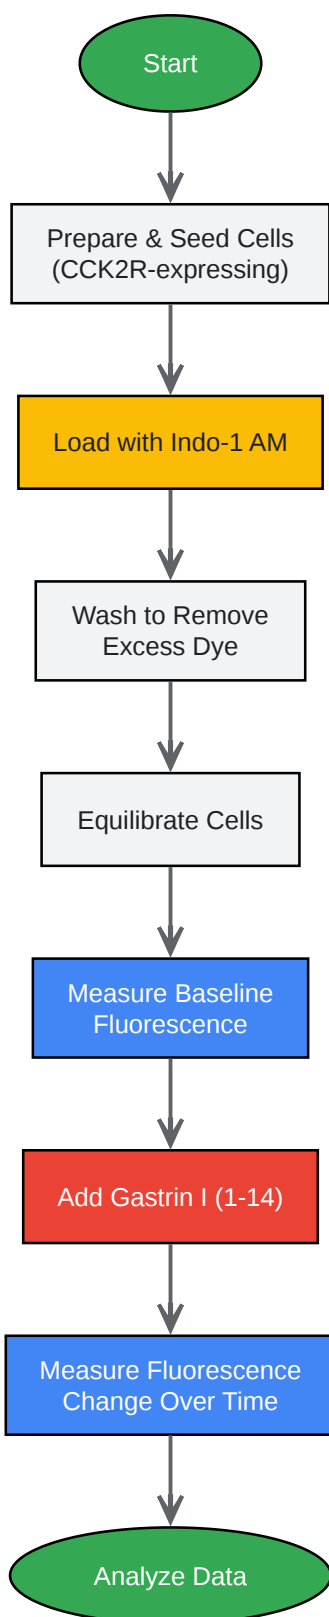 Start
Prepare & Seed Cells
(CCK2R-expressing)
Load with Indo-1 AM
Wash to Remove
Excess Dye
Equilibrate Cells
Measure Baseline
Fluorescence
Add Gastrin I (1-14)
Measure Fluorescence
Change Over Time
Analyze Data